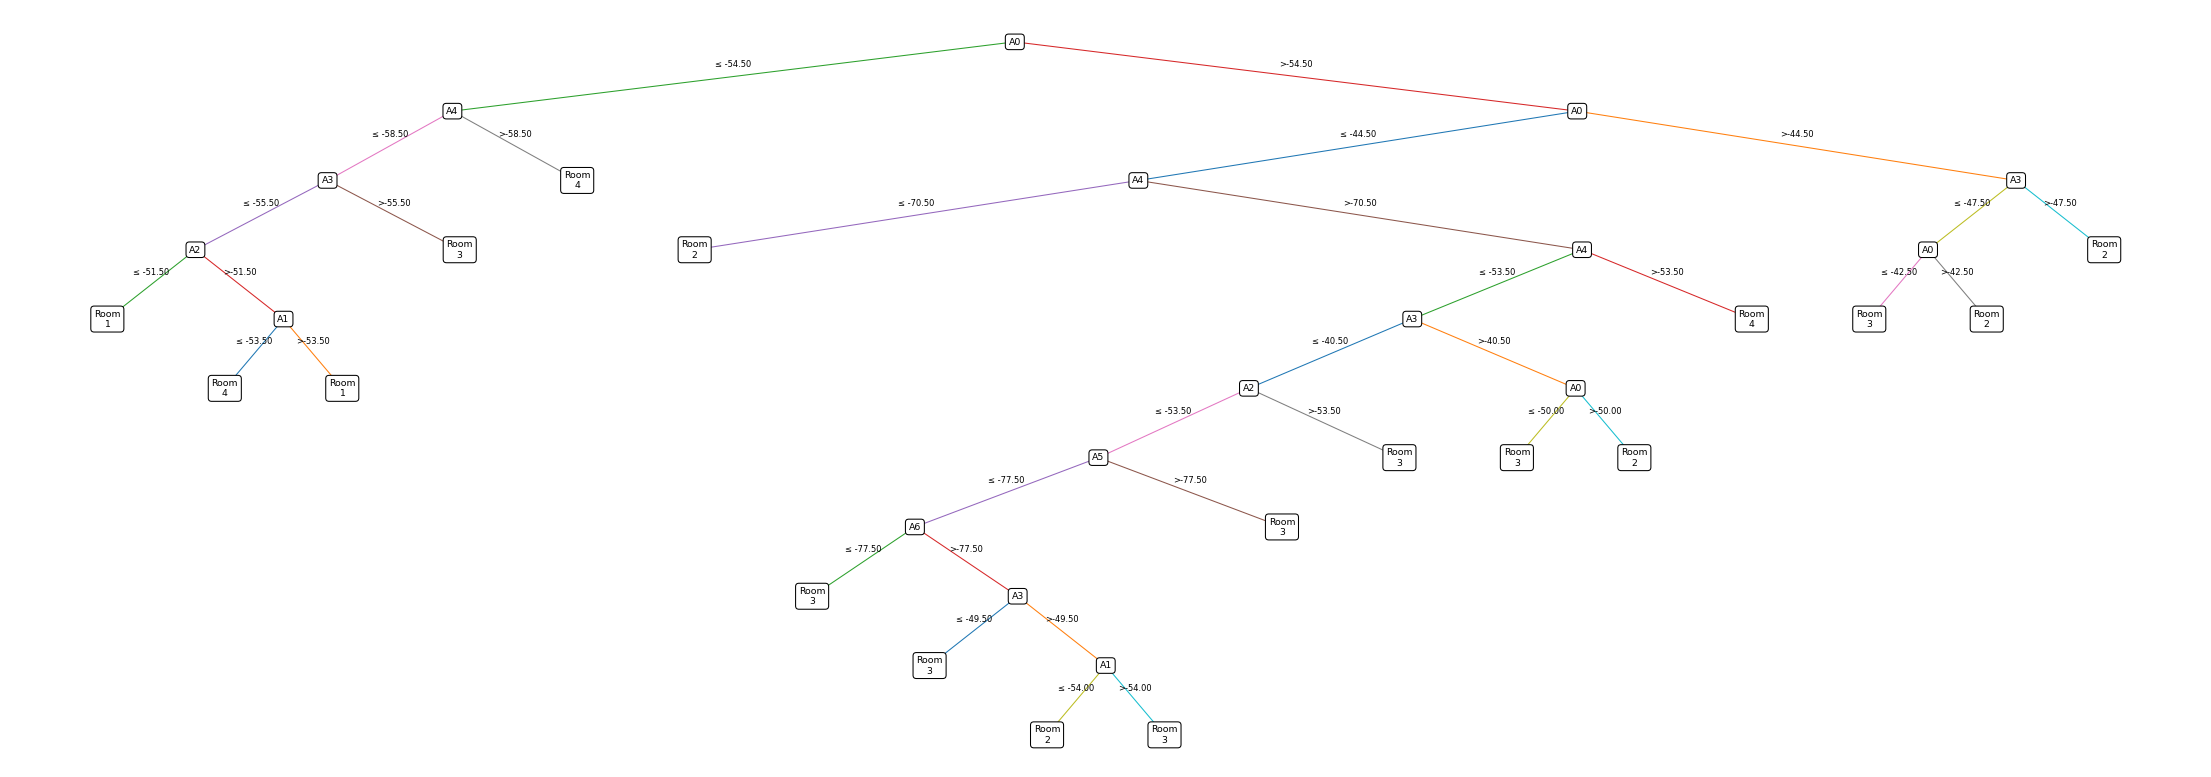 A0
≤ -54.50
>-54.50
A4
A0
≤ -58.50
>-58.50
≤ -44.50
>-44.50
A3
Room
4
A4
A3
≤ -55.50
>-55.50
≤ -70.50
>-70.50
≤ -47.50
>-47.50
A2
Room
3
Room
2
A4
A0
Room
2
≤ -51.50
>-51.50
≤ -53.50
>-53.50
≤ -42.50
>-42.50
Room
1
A1
A3
Room
4
Room
3
Room
2
≤ -53.50
>-53.50
≤ -40.50
>-40.50
Room
4
Room
1
A2
A0
≤ -53.50
>-53.50
≤ -50.00
>-50.00
A5
Room
3
Room
3
Room
2
≤ -77.50
>-77.50
A6
Room
3
≤ -77.50
>-77.50
Room
3
A3
≤ -49.50
>-49.50
Room
3
A1
≤ -54.00
>-54.00
Room
2
Room
3